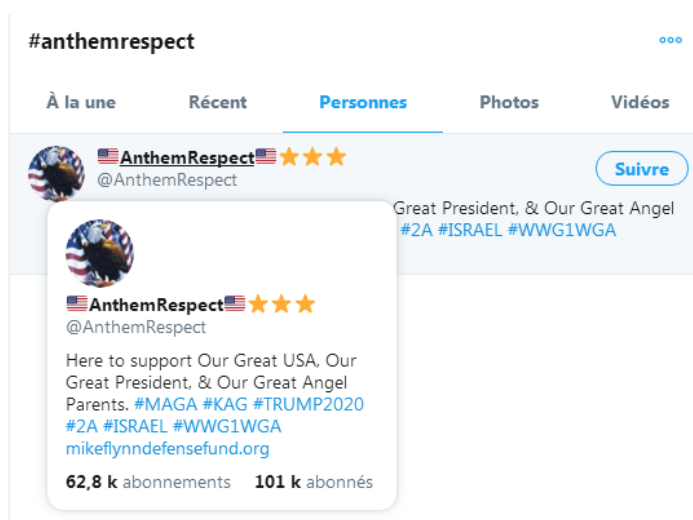 #anthemrespect
À la une Récent Personnes Photos Vidéos
🇺🇸AnthemRespect🇺🇸⭐⭐⭐
@AnthemRespect
Suivre
Great President, & Our Great Angel
#2A #ISRAEL #WWG1WGA
🇺🇸AnthemRespect🇺🇸⭐⭐⭐
@AnthemRespect
Here to support Our Great USA, Our
Great President, & Our Great Angel
Parents. #MAGA #KAG #TRUMP2020
#2A #ISRAEL #WWG1WGA
mikeflynndefensefund.org
62,8 k abonnements 101 k abonnés